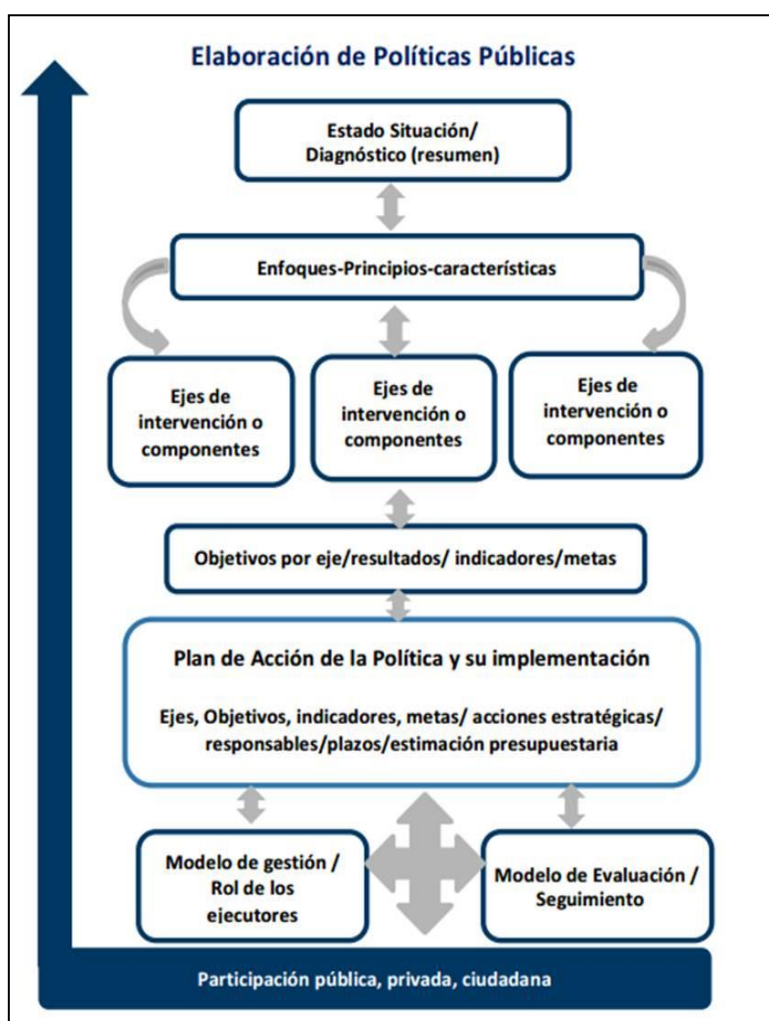 Elaboración de Políticas Públicas
Estado Situación/
Diagnóstico (resumen)
Enfoques-Principios-características
Ejes de
intervención o
componentes
Ejes de
intervención o
componentes
Ejes de
intervención o
componentes
Objetivos por eje/resultados/ indicadores/metas
Plan de Acción de la Política y su implementación
Ejes, Objetivos, indicadores, metas/ acciones estratégicas/
responsables/plazos/estimación presupuestaria
Modelo de gestión /
Rol de los
ejecutores
Modelo de Evaluación /
Seguimiento
Participación pública, privada, ciudadana